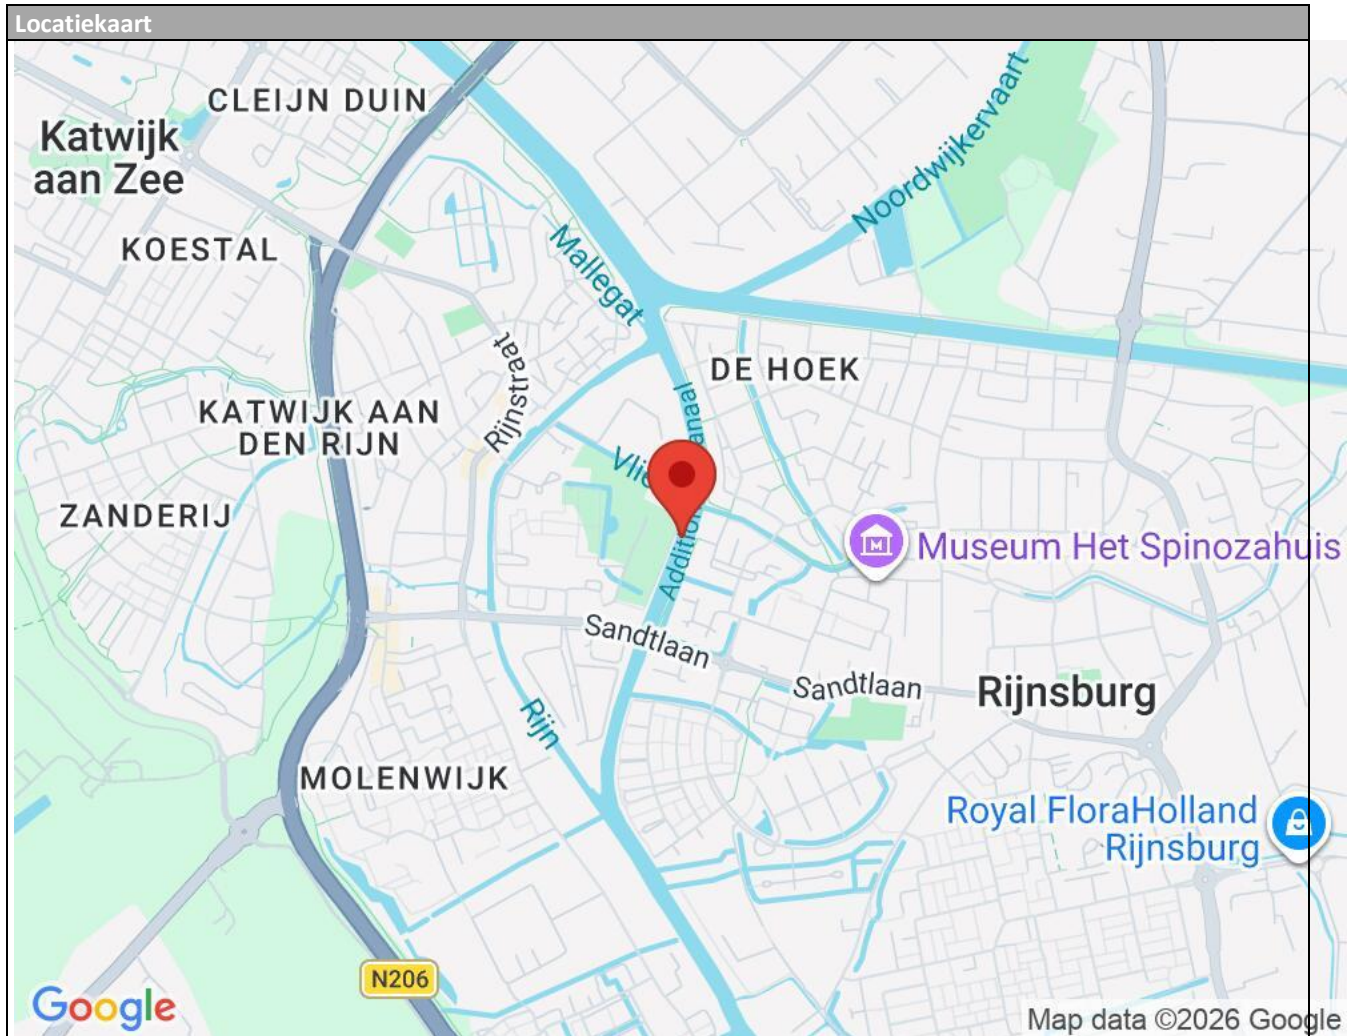 Locatiekaart
CLEIJN DUIN
Katwijk
aan Zee
Noordwijkervaart
KOESTAL
Mallegat
Rijnstraat
DE HOEK
KATWIJK AAN
DEN RIJN
ZANDERIJ
Museum Het Spinozahuis
Sandtlaan
Sandtlaan
Rijnsburg
Rijn
MOLENWIJK
Royal FloraHolland
Rijnsburg
N206
Google
Map data ©2026 Google